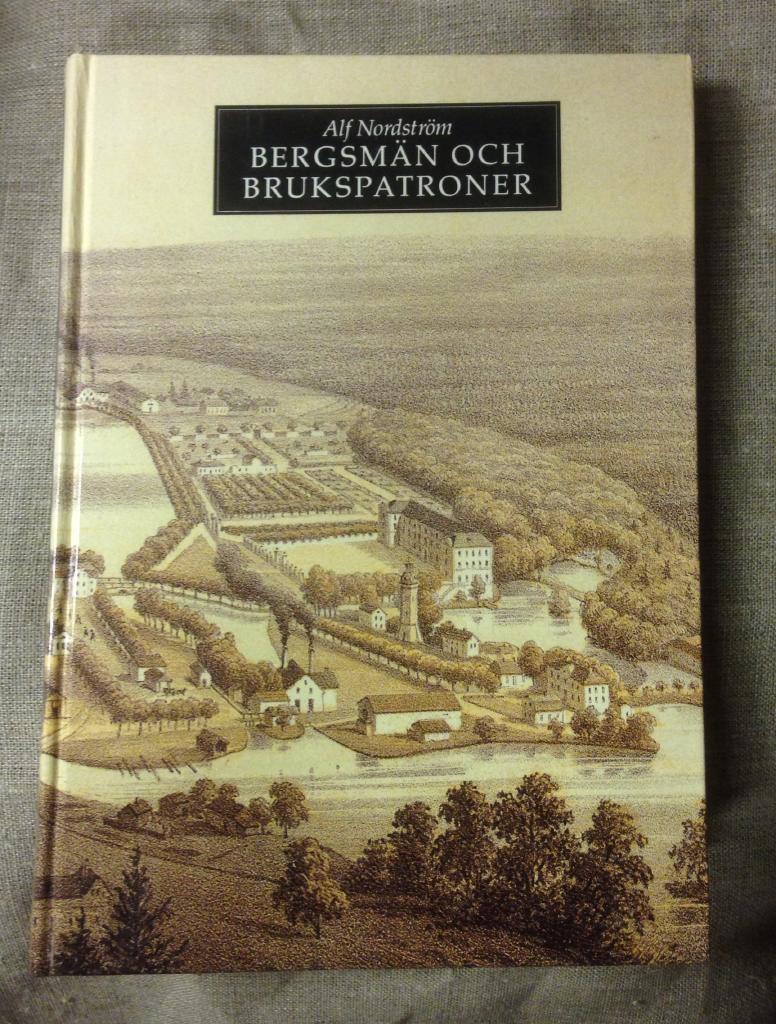 Alf Nordström
BERGSMÄN OCH
BRUKSPATRONER